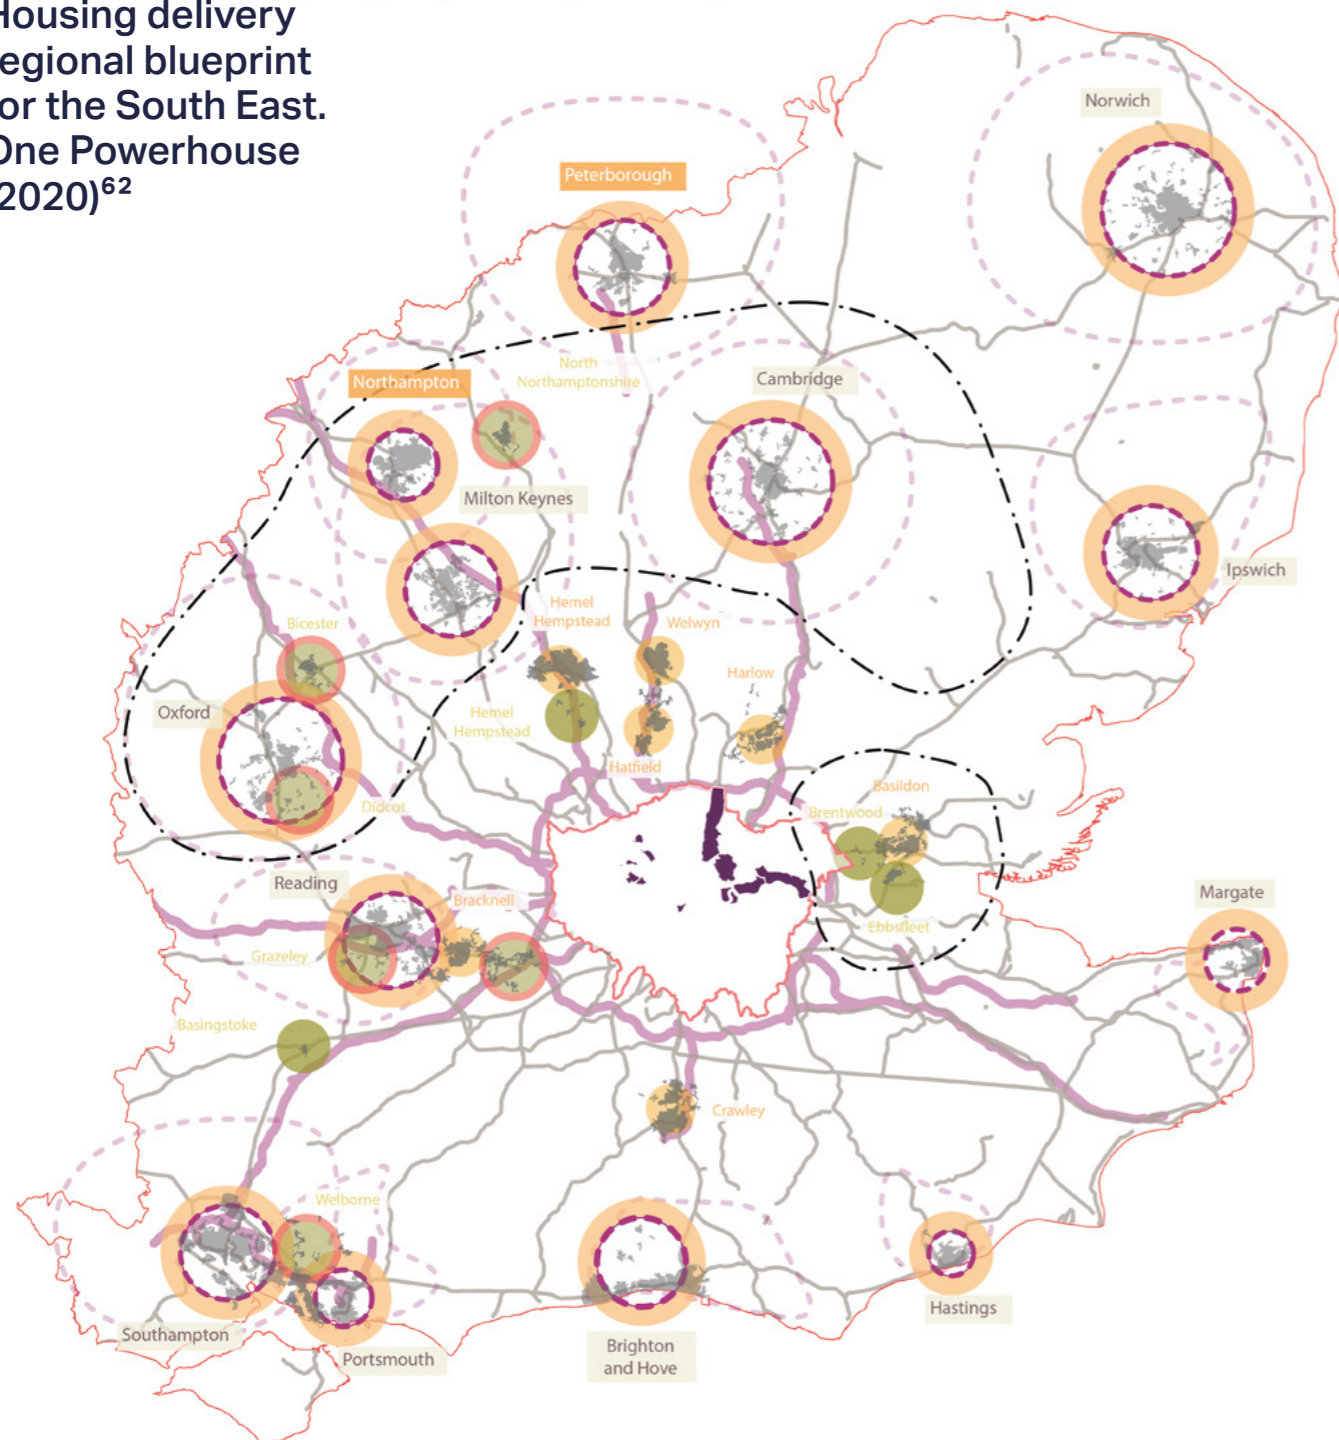 Housing delivery
regional blueprint
for the South East.
One Powerhouse
(2020)⁶²
Norwich
Peterborough
North
Northamptonshire
Northampton
Cambridge
Milton Keynes
Ipswich
Hemel
Hempstead
Welwyn
Bicester
Harlow
Oxford
Hemel
Hempstead
Hatfield
Basildon
Didcot
Brentwood
Reading
Margate
Bracknell
Ebbsfleet
Grazeley
Basingstoke
Crawley
Welborne
Hastings
Southampton
Portsmouth
Brighton
and Hove